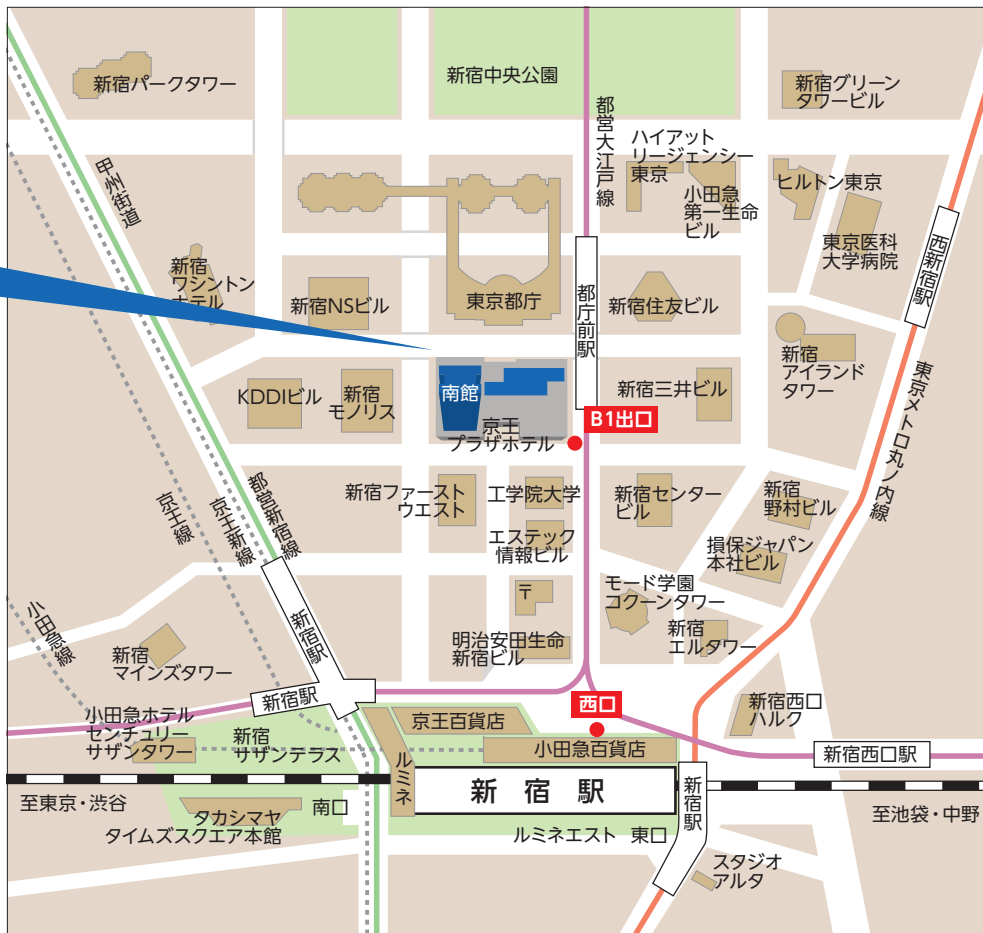 新宿パークタワー
新宿中央公園
新宿グリーン
タワービル
都営大江戸線
ハイアット
リージェンシー
東京
小田急
第一生命
ビル
ヒルトン東京
東京医科
大学病院
西新宿駅
甲州街道
新宿
ワシントン
ホテル
新宿NSビル
東京都庁
都庁前駅
新宿住友ビル
新宿
アイランド
タワー
東京メトロ丸ノ内線
KDDIビル
新宿
モノリス
南館
京王
プラザホテル
B1出口
新宿三井ビル
新宿ファースト
ウエスト
工学院大学
エステック
情報ビル
新宿センター
ビル
新宿
野村ビル
損保ジャパン
本社ビル
京王線
京王新線
都営新宿線
小田急線
新宿駅
〒
モード学園
コクーンタワー
新宿
エルタワー
明治安田生命
新宿ビル
新宿
マインズタワー
新宿駅
西口
新宿西口
ハルク
小田急ホテル
センチュリー
サザンタワー
新宿
サザンテラス
ルミネ
京王百貨店
小田急百貨店
新宿西口駅
新宿駅
新宿駅
至東京・渋谷
南口
タカシマヤ
タイムズスクエア本館
ルミネエスト
東口
至池袋・中野
スタジオ
アルタ